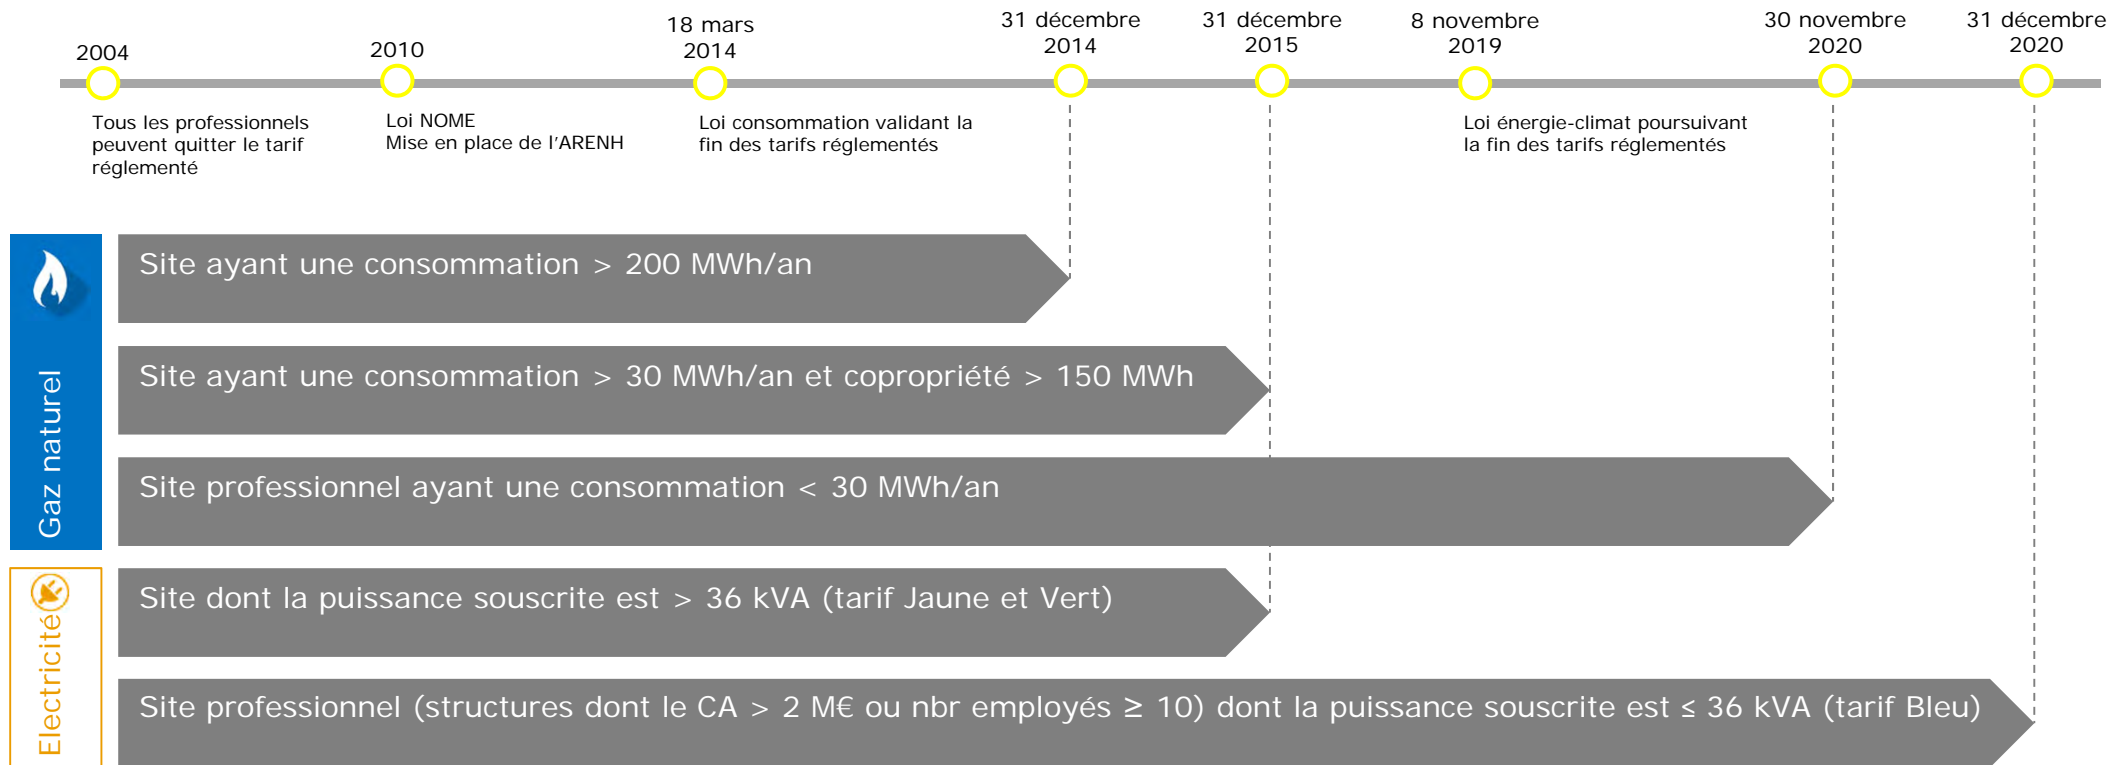 2004
Tous les professionnels
peuvent quitter le tarif
réglementé
2010
Loi NOME
Mise en place de l'ARENH
18 mars
2014
Loi consommation validant la
fin des tarifs réglementés
31 décembre
2014
31 décembre
2015
8 novembre
2019
Loi énergie-climat poursuivant
la fin des tarifs réglementés
30 novembre
2020
31 décembre
2020
Gaz naturel
Site ayant une consommation > 200 MWh/an
Site ayant une consommation > 30 MWh/an et copropriété > 150 MWh
Site professionnel ayant une consommation < 30 MWh/an
Electricité
Site dont la puissance souscrite est > 36 kVA (tarif Jaune et Vert)
Site professionnel (structures dont le CA > 2 M€ ou nbr employés ≥ 10) dont la puissance souscrite est ≤ 36 kVA (tarif Bleu)